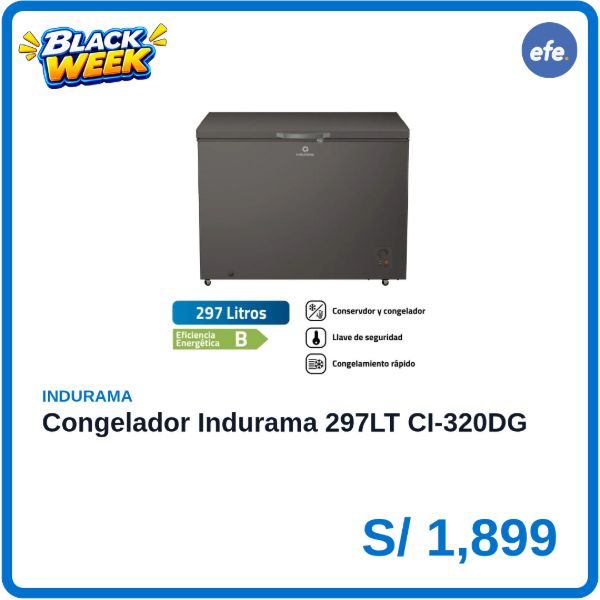 BLACK
WEEK
efe.
INDURAMA
297 Litros
Eficiencia
Energética
B
Conservdor y congelador
Llave de seguridad
Congelamiento rápido
INDURAMA
Congelador Indurama 297LT CI-320DG
S/ 1,899